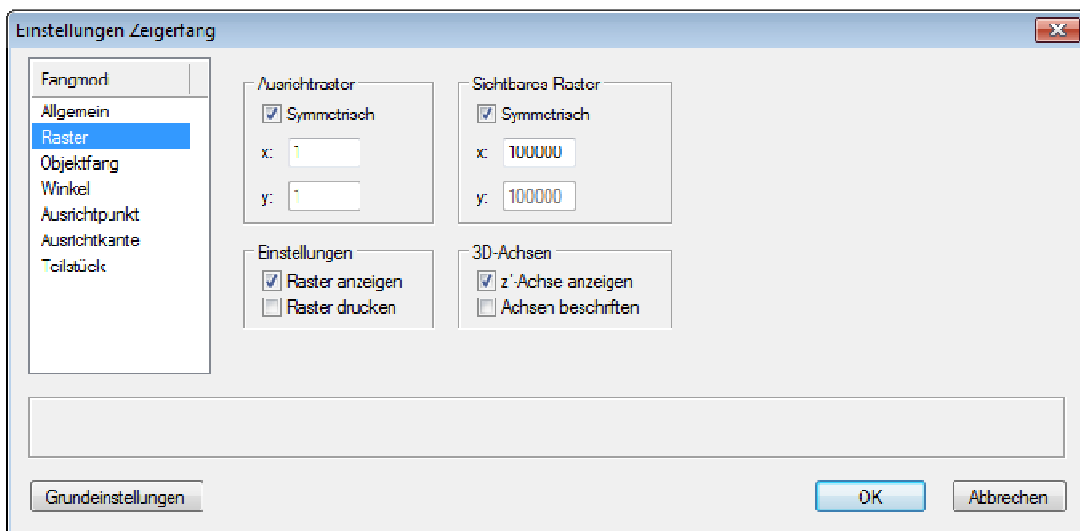 Einstellungen Zeigerfang
Fangmodi
Allgemein
Raster
Objektfang
Winkel
Ausrichtpunkt
Ausrichtkante
Teilstück
Ausrichtraster
Symmetrisch
x: 1
y: 1
Sichtbares Raster
Symmetrisch
x: 100000
y: 100000
Einstellungen
Raster anzeigen
Raster drucken
3D-Achsen
z'-Achse anzeigen
Achsen beschriften
Grundeinstellungen
OK
Abbrechen